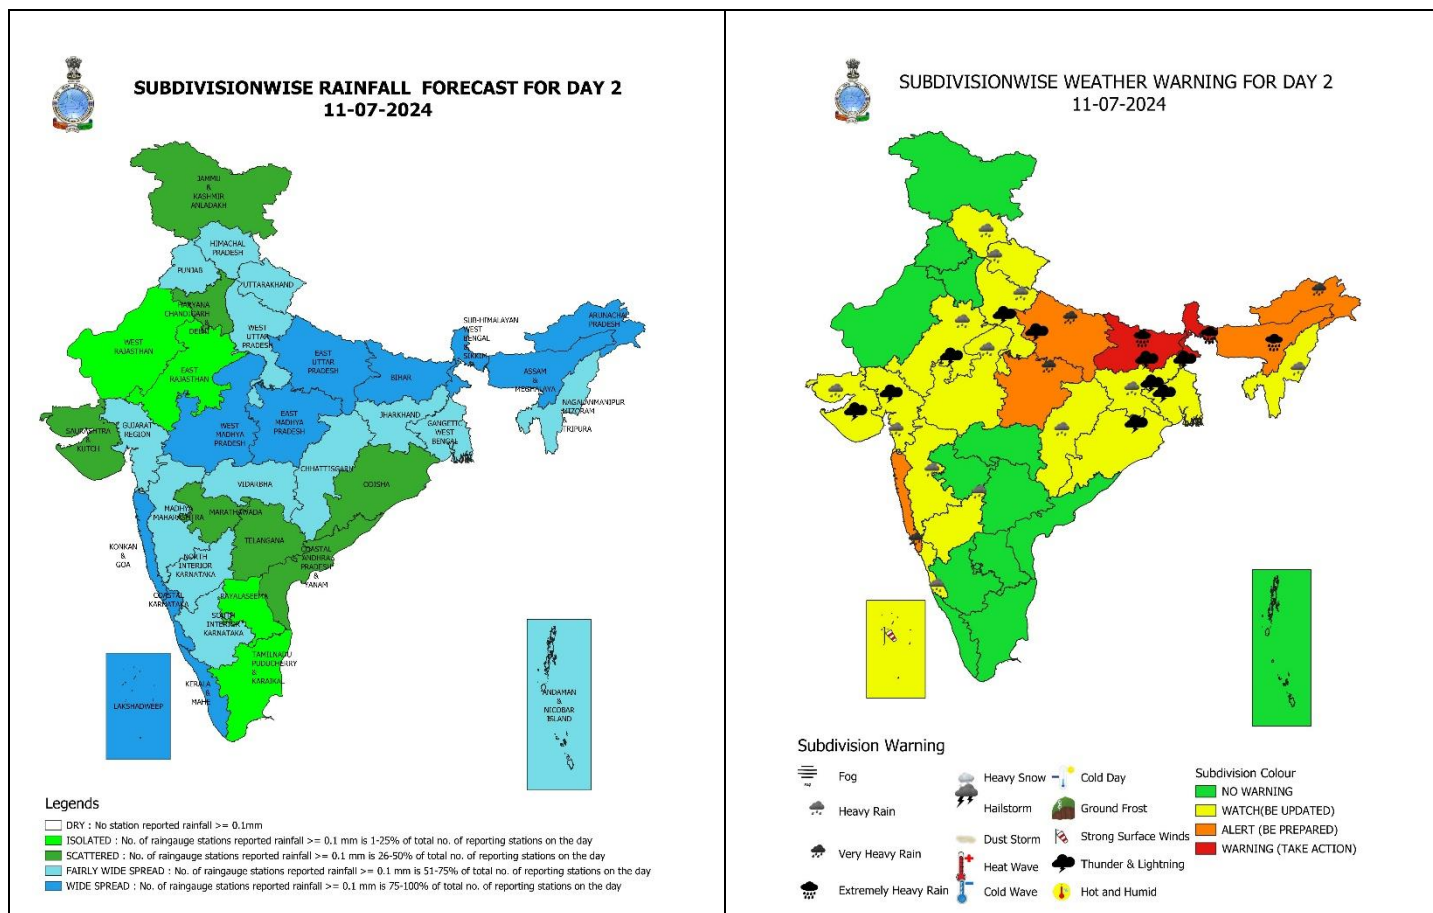 SUBDIVISIONWISE RAINFALL FORECAST FOR DAY 2
11-07-2024
JAMMU
&
KASHMIR
ANLADAKH
HIMACHAL
PRADESH
PUNJAB
UTTARAKHAND
HARYANA
CHANDIGARH
&
DELHI
WEST
UTTAR
PRADESH
WEST
RAJASTHAN
EAST
RAJASTHAN
EAST
UTTAR
PRADESH
BIHAR
SUB-HIMALAYAN
WEST
BENGAL
&
SIKKIM
ARUNACHAL
PRADESH
ASSAM
&
MEGHALAYA
NAGALANMANIPUR
MIZORAM
&
TRIPURA
SAURASHTRA
&
KUTCH
GUJARAT
REGION
WEST
MADHYA
PRADESH
EAST
MADHYA
PRADESH
JHARKHAND
GANGETIC
WEST
BENGAL
CHHATTISGARH
ODISHA
VIDARBHA
MADHYA
MAHARASHTRA
MARATHAWADA
TELANGANA
COASTAL
ANDHRA
PRADESH
&
YANAM
KONKAN
&
GOA
NORTH
INTERIOR
KARNATAKA
COASTAL
KARNATAKA
RAYALASEEMA
SOUTH
INTERIOR
KARNATAKA
TAMILNADU
PUDUCHERRY
&
KARAIKAL
KERALA
&
MAHE
LAKSHADWEEP
ANDAMAN
&
NICOBAR
ISLAND
Legends
DRY : No station reported rainfall >= 0.1mm
ISOLATED : No. of raingauge stations reported rainfall >= 0.1 mm is 1-25% of total no. of reporting stations on the day
SCATTERED : No. of raingauge stations reported rainfall >= 0.1 mm is 26-50% of total no. of reporting stations on the day
FAIRLY WIDE SPREAD : No. of raingauge stations reported rainfall >= 0.1 mm is 51-75% of total no. of reporting stations on the day
WIDE SPREAD : No. of raingauge stations reported rainfall >= 0.1 mm is 75-100% of total no. of reporting stations on the day
SUBDIVISIONWISE WEATHER WARNING FOR DAY 2
11-07-2024
Subdivision Warning
Fog
Heavy Rain
Very Heavy Rain
Extremely Heavy Rain
Heavy Snow
Hailstorm
Dust Storm
Heat Wave
Cold Wave
Cold Day
Ground Frost
Strong Surface Winds
Thunder & Lightning
Hot and Humid
Subdivision Colour
NO WARNING
WATCH(BE UPDATED)
ALERT (BE PREPARED)
WARNING (TAKE ACTION)